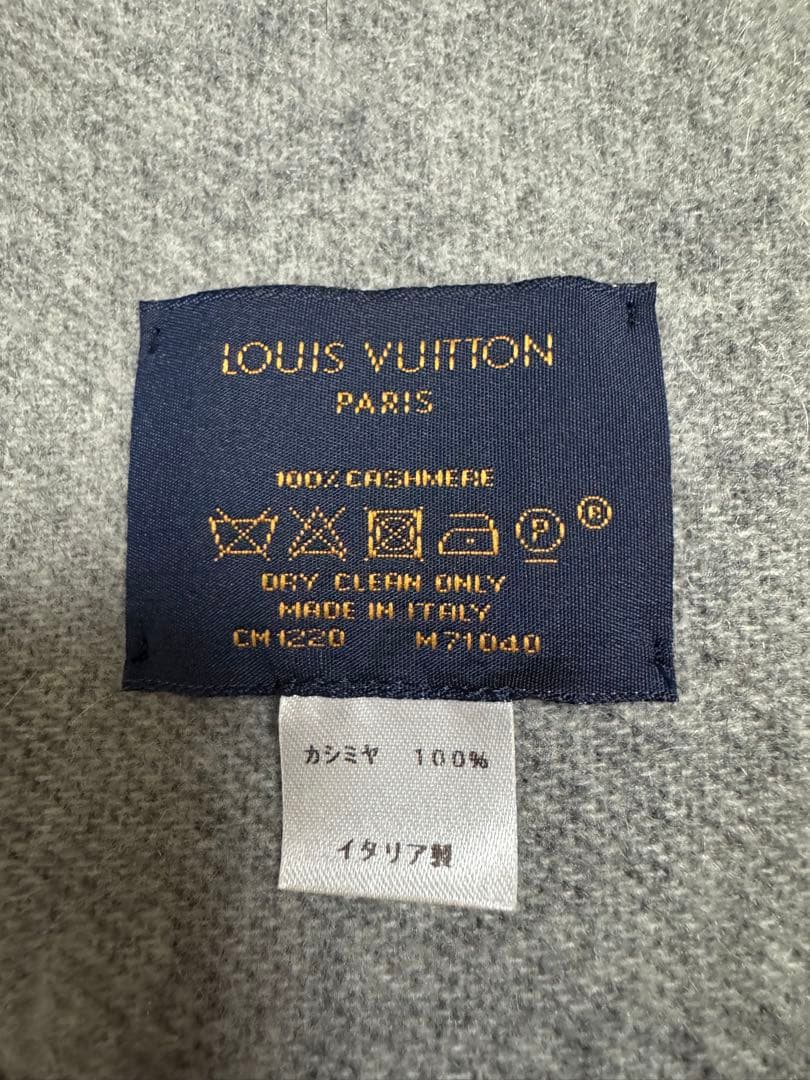 LOUIS VUITTON
PARIS
100% CASHMERE
P ®
DRY CLEAN ONLY
MADE IN ITALY
CM1220 M71040
カシミヤ 100%
イタリア製